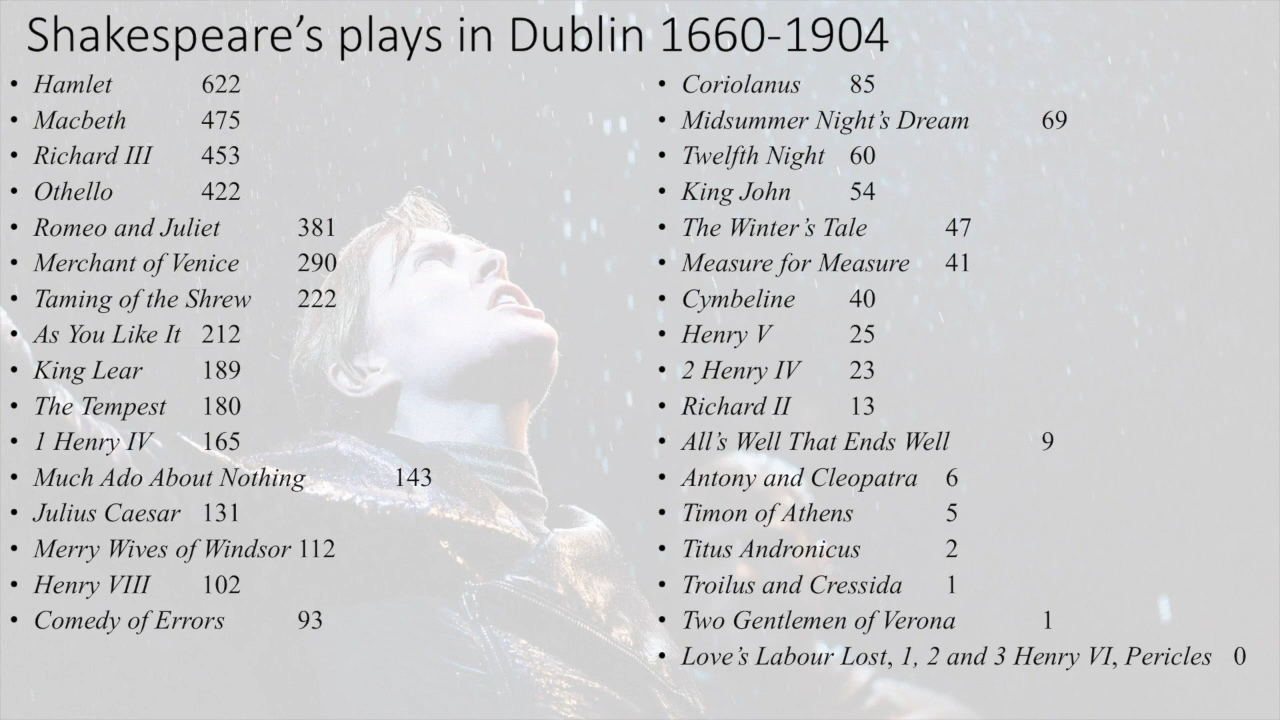 Shakespeare’s plays in Dublin 1660-1904
• Hamlet 622
• Macbeth 475
• Richard III 453
• Othello 422
• Romeo and Juliet 381
• Merchant of Venice 290
• Taming of the Shrew 222
• As You Like It 212
• King Lear 189
• The Tempest 180
• 1 Henry IV 165
• Much Ado About Nothing 143
• Julius Caesar 131
• Merry Wives of Windsor 112
• Henry VIII 102
• Comedy of Errors 93
• Coriolanus 85
• Midsummer Night’s Dream 69
• Twelfth Night 60
• King John 54
• The Winter’s Tale 47
• Measure for Measure 41
• Cymbeline 40
• Henry V 25
• 2 Henry IV 23
• Richard II 13
• All’s Well That Ends Well 9
• Antony and Cleopatra 6
• Timon of Athens 5
• Titus Andronicus 2
• Troilus and Cressida 1
• Two Gentlemen of Verona 1
• Love’s Labour Lost, 1, 2 and 3 Henry VI, Pericles 0